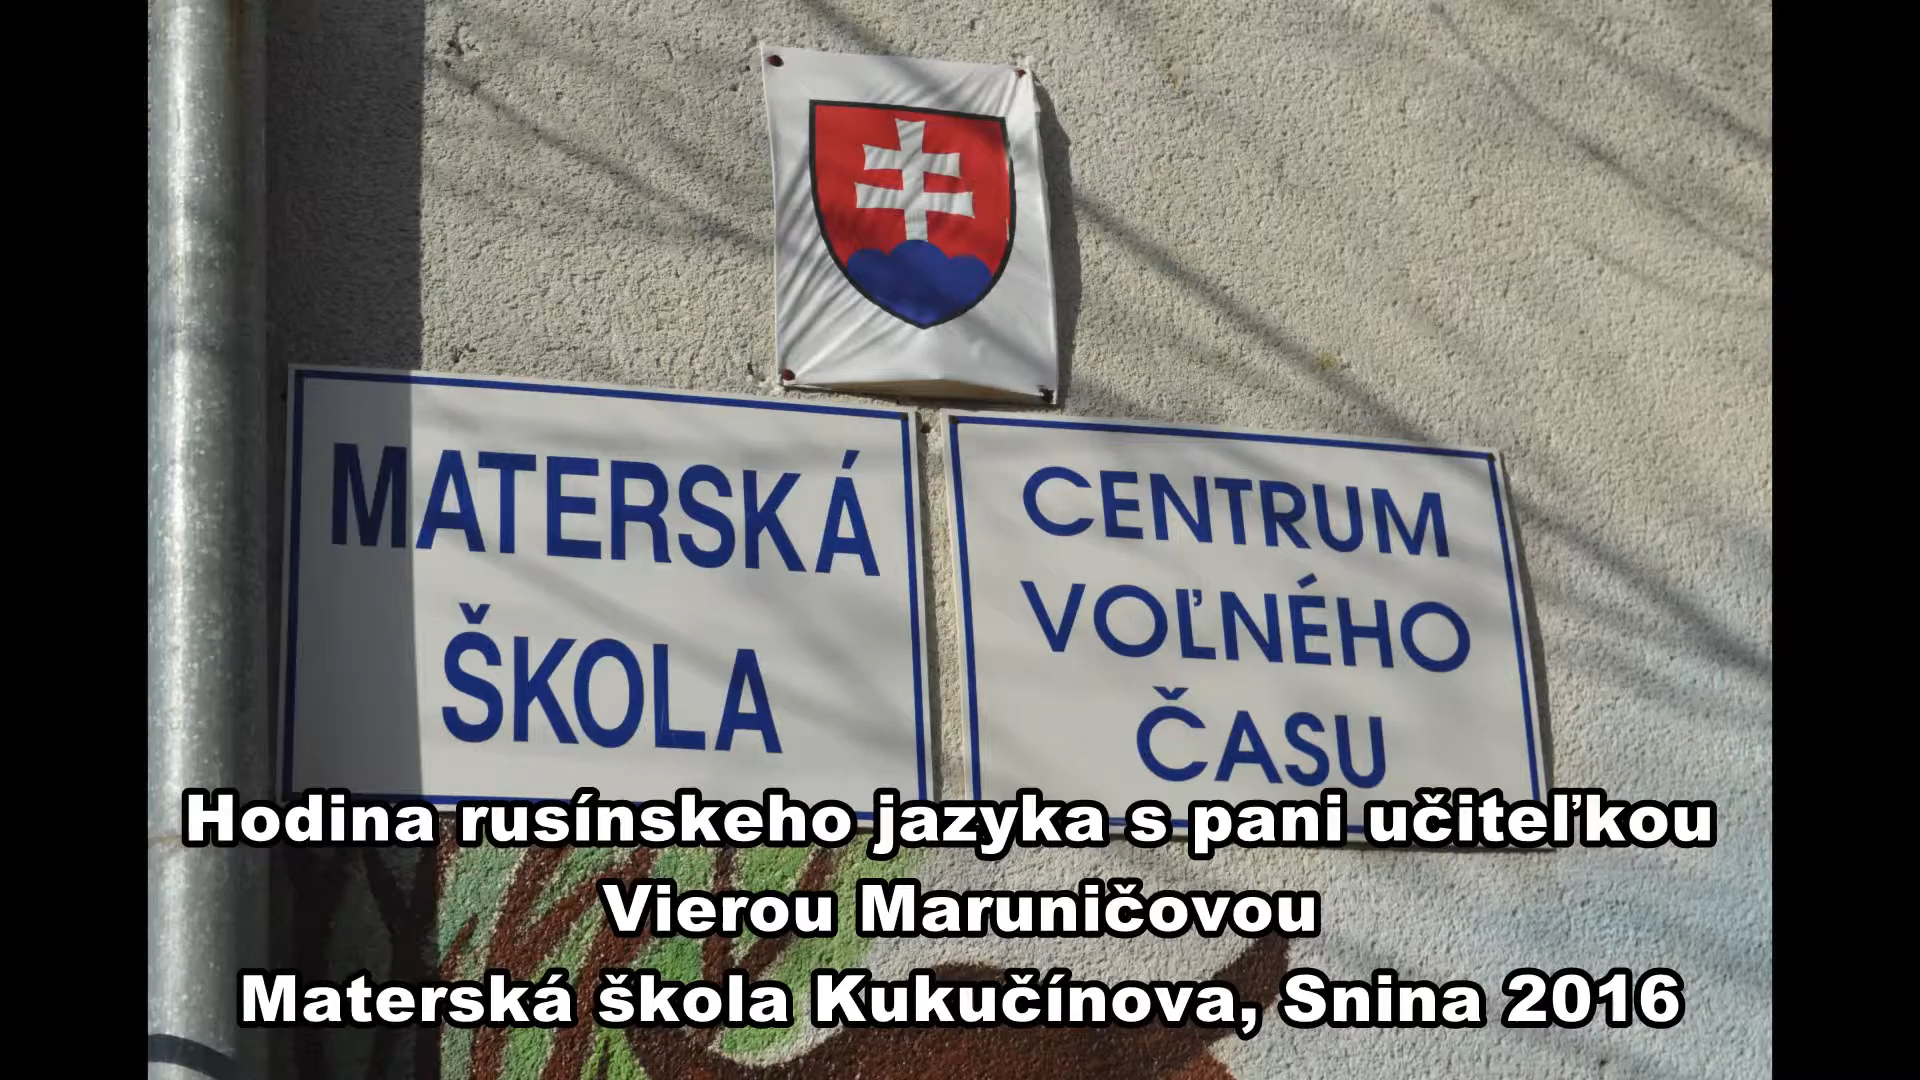 MATERSKÁ
ŠKOLA
CENTRUM
VOĽNÉHO
ČASU
Hodina rusínskeho jazyka s pani učiteľkou
Vierou Maruničovou
Materská škola Kukučínova, Snina 2016